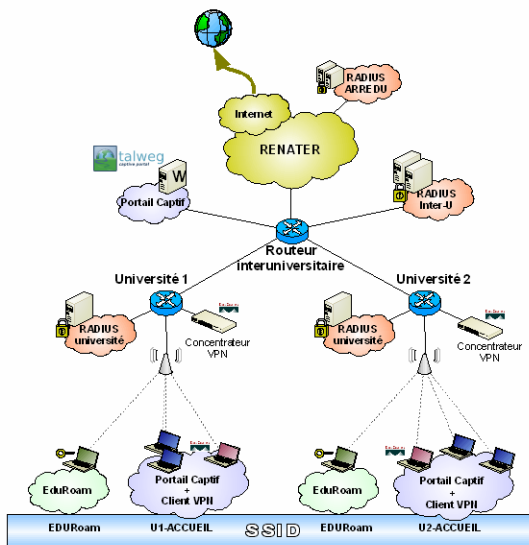 RADIUS
ARREDU
Internet
RENATER
talweg
captive portal
W
Portail Captif
RADIUS
Inter-U
Routeur
interuniversitaire
Université 1
Université 2
RADIUS
université
Concentrateur
VPN
RADIUS
université
Concentrateur
VPN
EduRoam
Portail Captif
+
Client VPN
EduRoam
Portail Captif
+
Client VPN
EDURoam
U1-ACCUEIL
SSID
EDURoam
U2-ACCUEIL